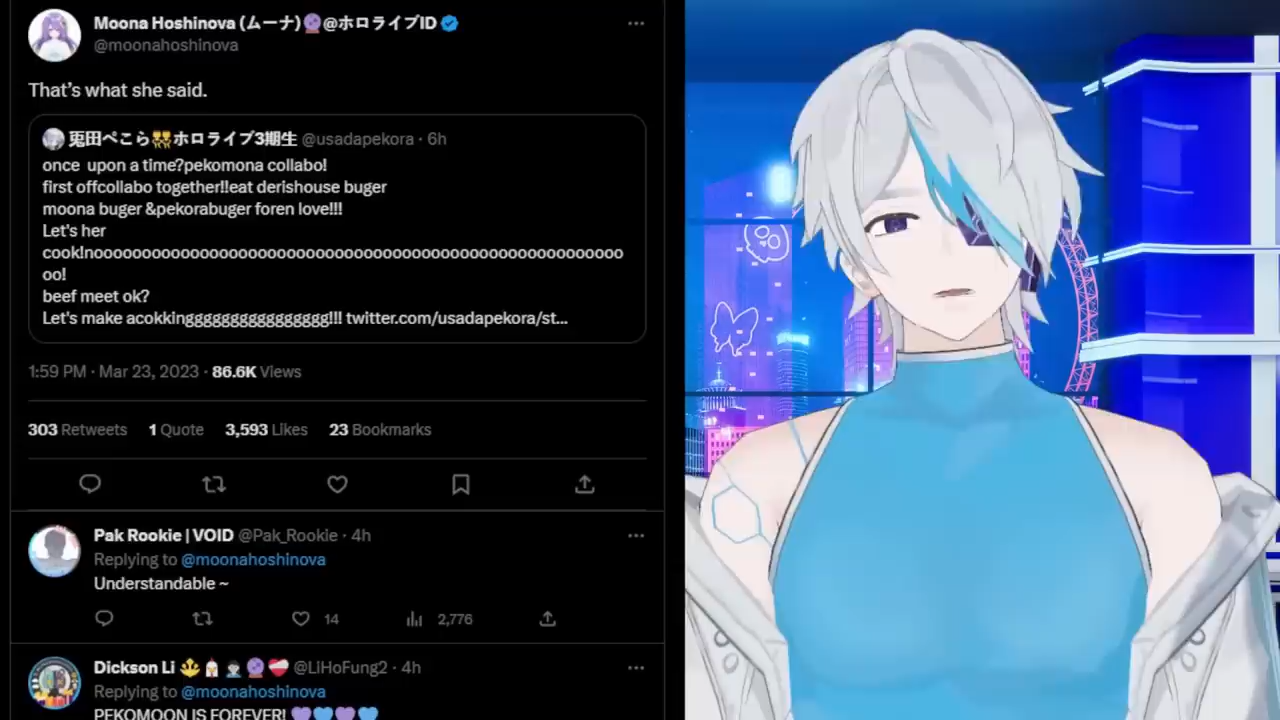 Moona Hoshinova (ムーナ)🔮@ホロライブID
@moonahoshinova
That's what she said.
兎田ぺこら👯ホロライブ3期生 @usadapekora · 6h
once upon a time?pekomona collabo!
first offcollabo together!!eat derishouse buger
moona buger &pekorabuger foren love!!!
Let's her
cook!nooooooooooooooooooooooooooooooooooooooooooooooooooooooo
oo!
beef meet ok?
Let's make acokkingggggggggggggggggg!!! twitter.com/usadapekora/st...
1:59 PM · Mar 23, 2023 · 86.6K Views
303 Retweets 1 Quote 3,593 Likes 23 Bookmarks
Pak Rookie | VOID @Pak_Rookie · 4h
Replying to @moonahoshinova
Understandable ~
14 2,776
Dickson Li @LiHoFung2 · 4h
Replying to @moonahoshinova
PEKOMOON IS FOREVER! 💜💙💜💙